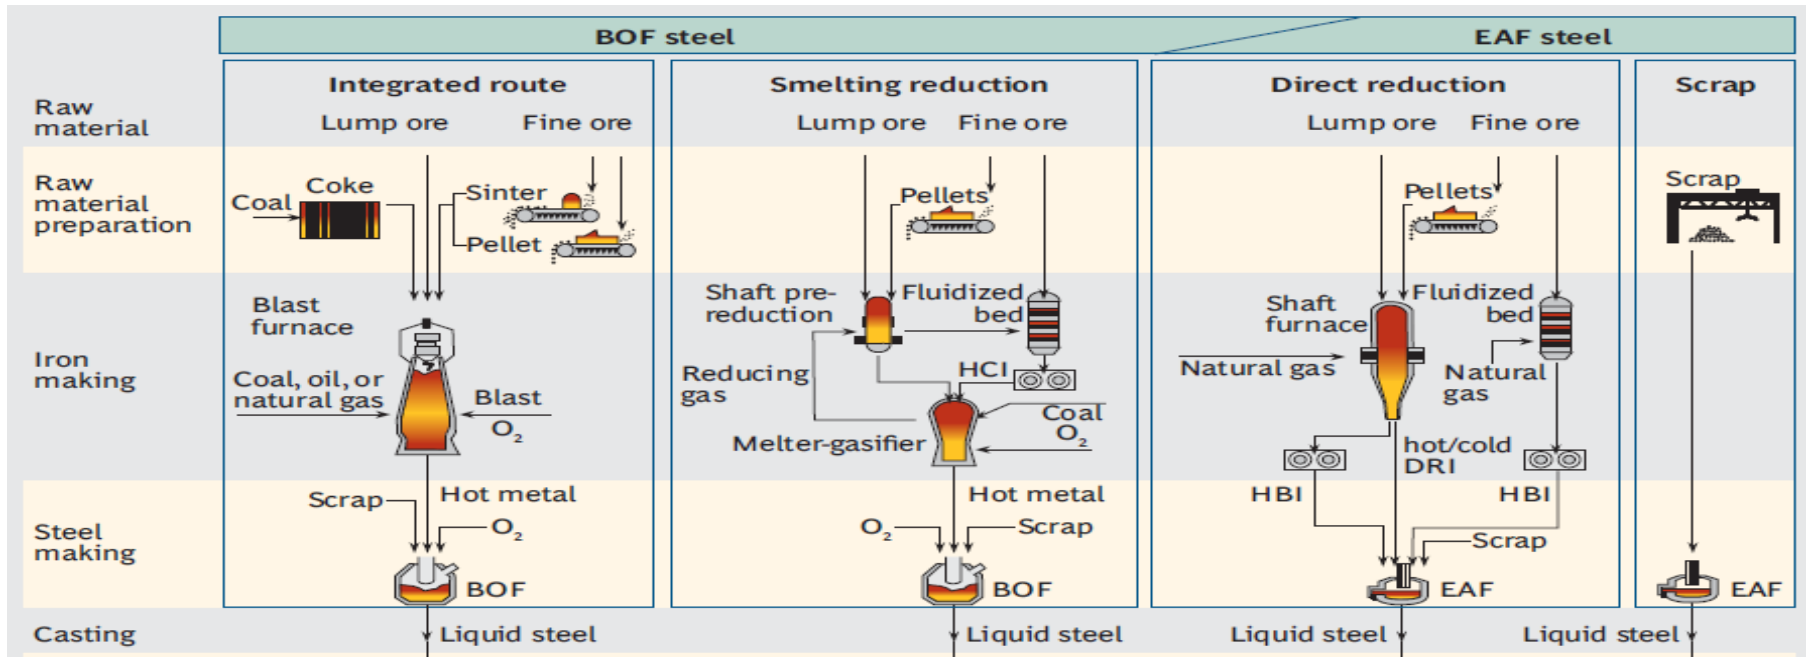 BOF steel
EAF steel
Integrated route
Smelting reduction
Direct reduction
Scrap
Raw
material
Lump ore
Fine ore
Lump ore
Fine ore
Lump ore
Fine ore
Raw
material
preparation
Coal
Coke
Sinter
Pellet
Pellets
Pellets
Scrap
Iron
making
Blast
furnace
Coal, oil, or
natural gas
Blast
O₂
Shaft pre-
reduction
Fluidized
bed
Reducing
gas
HCI
Coal
O₂
Melter-gasifier
Shaft
furnace
Fluidized
bed
Natural gas
Natural
gas
hot/cold
DRI
HBI
HBI
Steel
making
Scrap
Hot metal
O₂
BOF
Hot metal
O₂
Scrap
BOF
Scrap
EAF
EAF
Casting
Liquid steel
Liquid steel
Liquid steel
Liquid steel